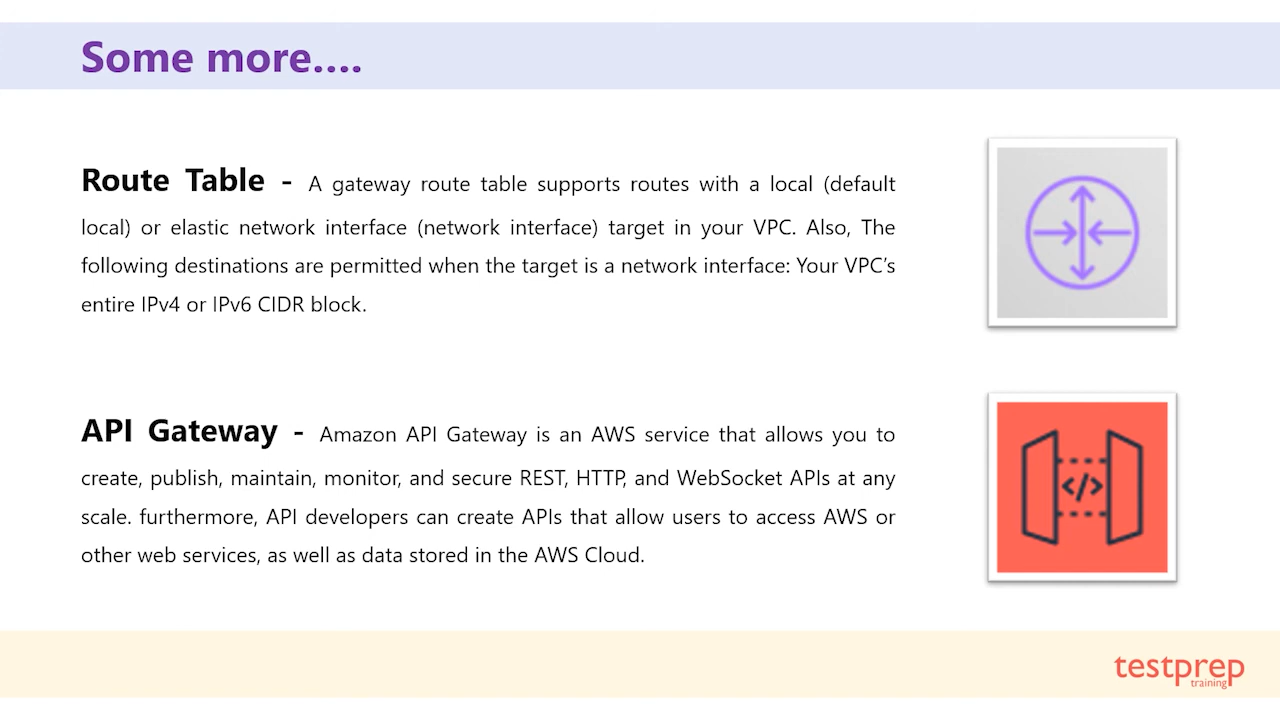 Some more....
Route Table - A gateway route table supports routes with a local (default
local) or elastic network interface (network interface) target in your VPC. Also, The
following destinations are permitted when the target is a network interface: Your VPC’s
entire IPv4 or IPv6 CIDR block.
API Gateway - Amazon API Gateway is an AWS service that allows you to
create, publish, maintain, monitor, and secure REST, HTTP, and WebSocket APIs at any
scale. furthermore, API developers can create APIs that allow users to access AWS or
other web services, as well as data stored in the AWS Cloud.
</>
testprep
training